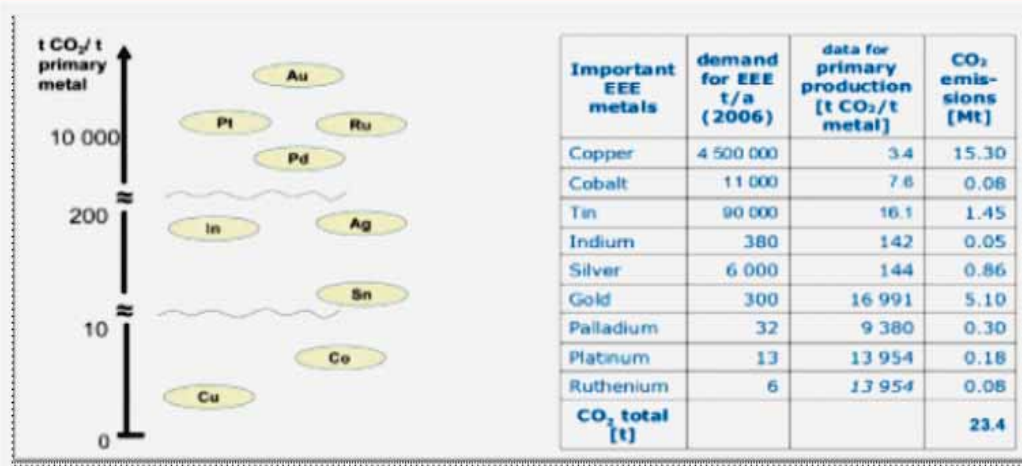 t CO₂/ t
primary
metal
10 000
200
10
0
Au
Pt
Ru
Pd
In
Ag
Sn
Co
Cu
Important EEE metals | demand for EEE t/a (2006) | data for primary production [t CO₂/t metal] | CO₂ emis-sions [Mt]
Copper 4 500 000 3.4 15.30
Cobalt 11 000 7.6 0.08
Tin 90 000 16.1 1.45
Indium 380 142 0.05
Silver 6 000 144 0.86
Gold 300 16 991 5.10
Palladium 32 9 380 0.30
Platinum 13 13 954 0.18
Ruthenium 6 13 954 0.08
CO₂ total [t] 23.4